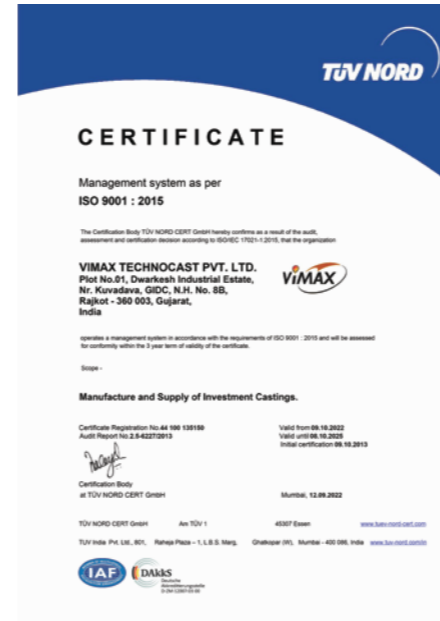 TÜV NORD
CERTIFICATE
Management system as per
ISO 9001 : 2015
The Certification Body TÜV NORD CERT GmbH hereby confirms as a result of the audit,
assessment and certification decision according to ISO/IEC 17021-1:2015, that the organization
VIMAX TECHNOCAST PVT. LTD.
Plot No.01, Dwarkesh Industrial Estate,
Nr. Kuvadava, GIDC, N.H. No. 8B,
Rajkot - 360 003, Gujarat,
India
ViMAX
operates a management system in accordance with the requirements of ISO 9001 : 2015 and will be assessed
for conformity within the 3 year term of validity of the certificate.
Scope -
Manufacture and Supply of Investment Castings.
Certificate Registration No.44 100 135150
Audit Report No.2.5-6227/2013
Valid from 09.10.2022
Valid until 08.10.2025
Initial certification 09.10.2013
Certification Body
at TÜV NORD CERT GmbH
Mumbai, 12.09.2022
TÜV NORD CERT GmbH Am TÜV 1 45307 Essen www.tuev-nord-cert.com
TUV India Pvt. Ltd., 801, Raheja Plaza – 1, L.B.S. Marg, Ghatkopar (W), Mumbai - 400 086, India www.tuv-nord.com/in
IAF
DAkkS
Deutsche
Akkreditierungsstelle